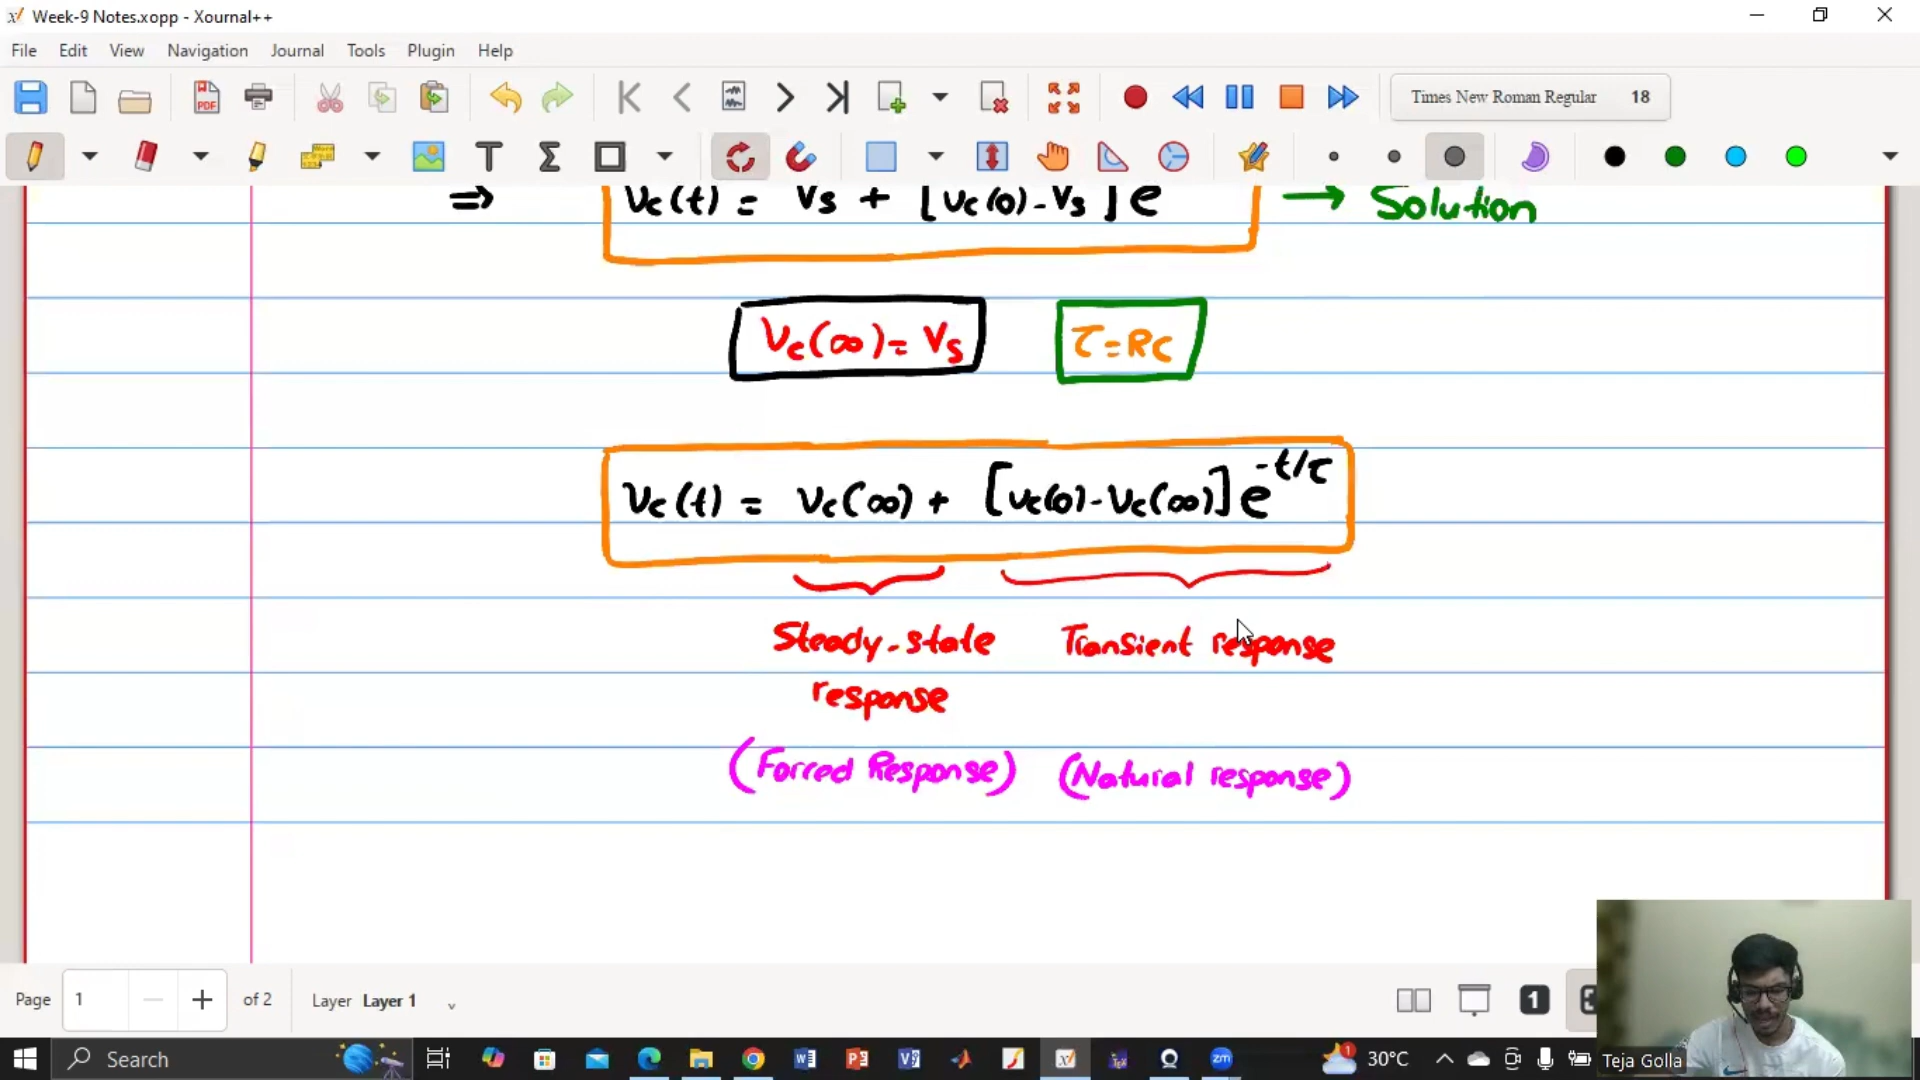 Week-9 Notes.xopp - Xournal++
File Edit View Navigation Journal Tools Plugin Help
Times New Roman Regular 18
⇒ Vc(t) = Vs + [Vc(0)-Vs]e → Solution
Vc(∞)= Vs τ=RC
Vc(t) = Vc(∞) + [Vc(0)-Vc(∞)]e^-t/τ
Steady-state Transient response
response
(Forced Response) (Natural response)
Page 1 of 2 Layer Layer 1
1
Search
30°C
Teja Golla